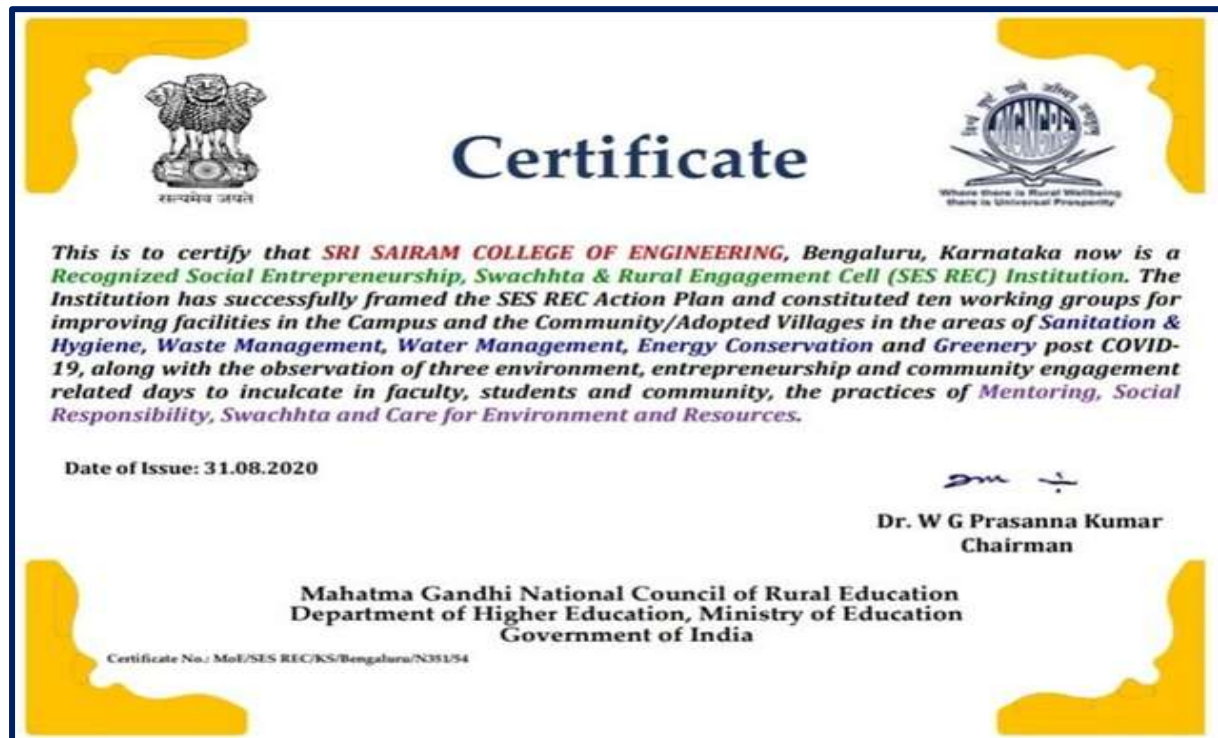 Certificate
सत्यमेव जयते
MGNCRE
Where there is Rural Wellbeing
there is Universal Prosperity
This is to certify that SRI SAIRAM COLLEGE OF ENGINEERING, Bengaluru, Karnataka now is a
Recognized Social Entrepreneurship, Swachhta & Rural Engagement Cell (SES REC) Institution. The
Institution has successfully framed the SES REC Action Plan and constituted ten working groups for
improving facilities in the Campus and the Community/Adopted Villages in the areas of Sanitation &
Hygiene, Waste Management, Water Management, Energy Conservation and Greenery post COVID-
19, along with the observation of three environment, entrepreneurship and community engagement
related days to inculcate in faculty, students and community, the practices of Mentoring, Social
Responsibility, Swachhta and Care for Environment and Resources.
Date of Issue: 31.08.2020
Dr. W G Prasanna Kumar
Chairman
Mahatma Gandhi National Council of Rural Education
Department of Higher Education, Ministry of Education
Government of India
Certificate No.: MoE/SES REC/KS/Bengaluru/N351/54